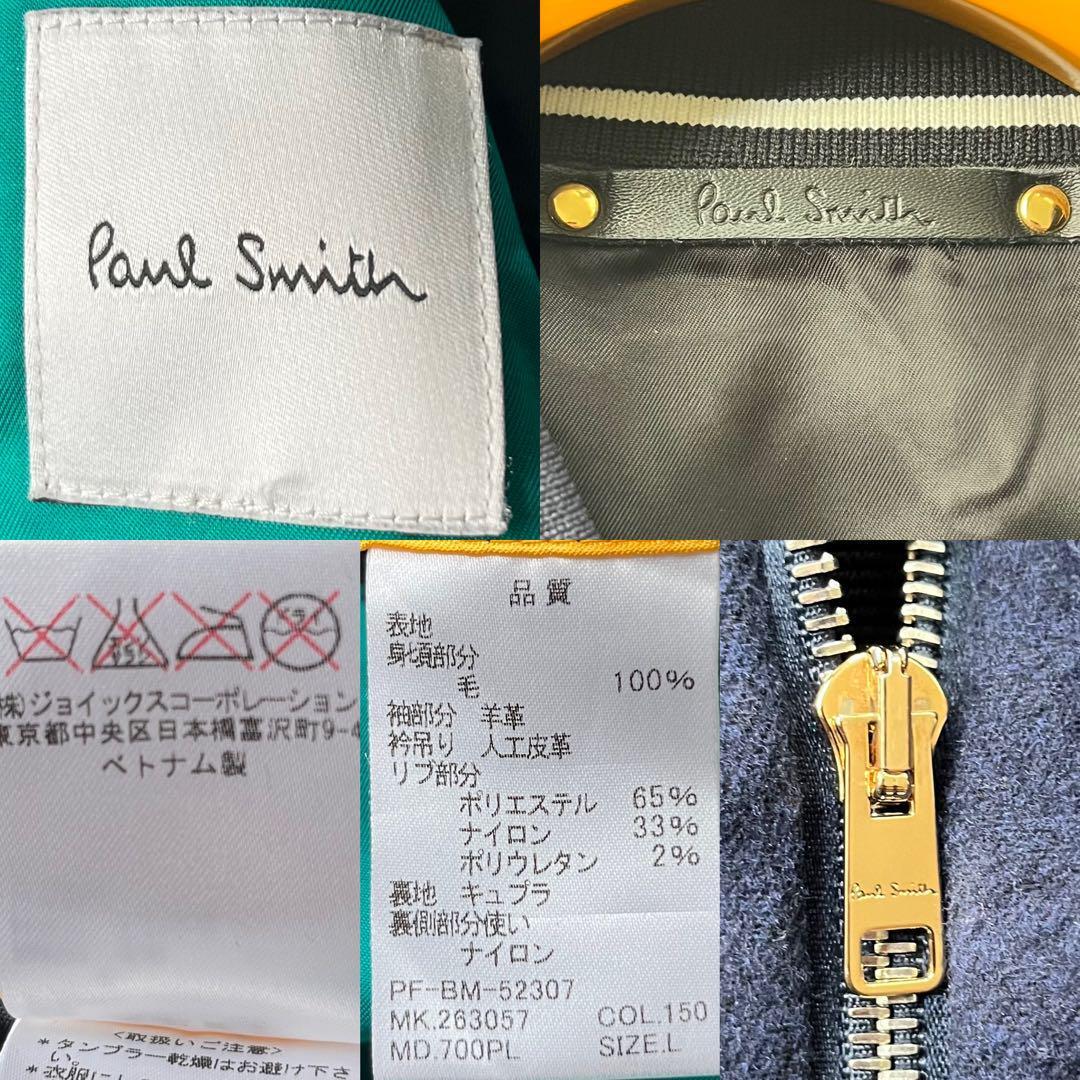 Paul Smith
Paul Smith
㈱ジョイックスコーポレーション
東京都中央区日本橋富沢町9-4
ベトナム製
<取扱いご注意>
*タンブラー乾燥はお避け下さ
い。
品質
表地
身頃部分
毛 100%
袖部分 羊革
衿吊り 人工皮革
リブ部分
ポリエステル 65%
ナイロン 33%
ポリウレタン 2%
裏地 キュプラ
裏側部分使い
ナイロン
PF-BM-52307
MK.263057 COL.150
MD.700PL SIZE.L
Paul Smith